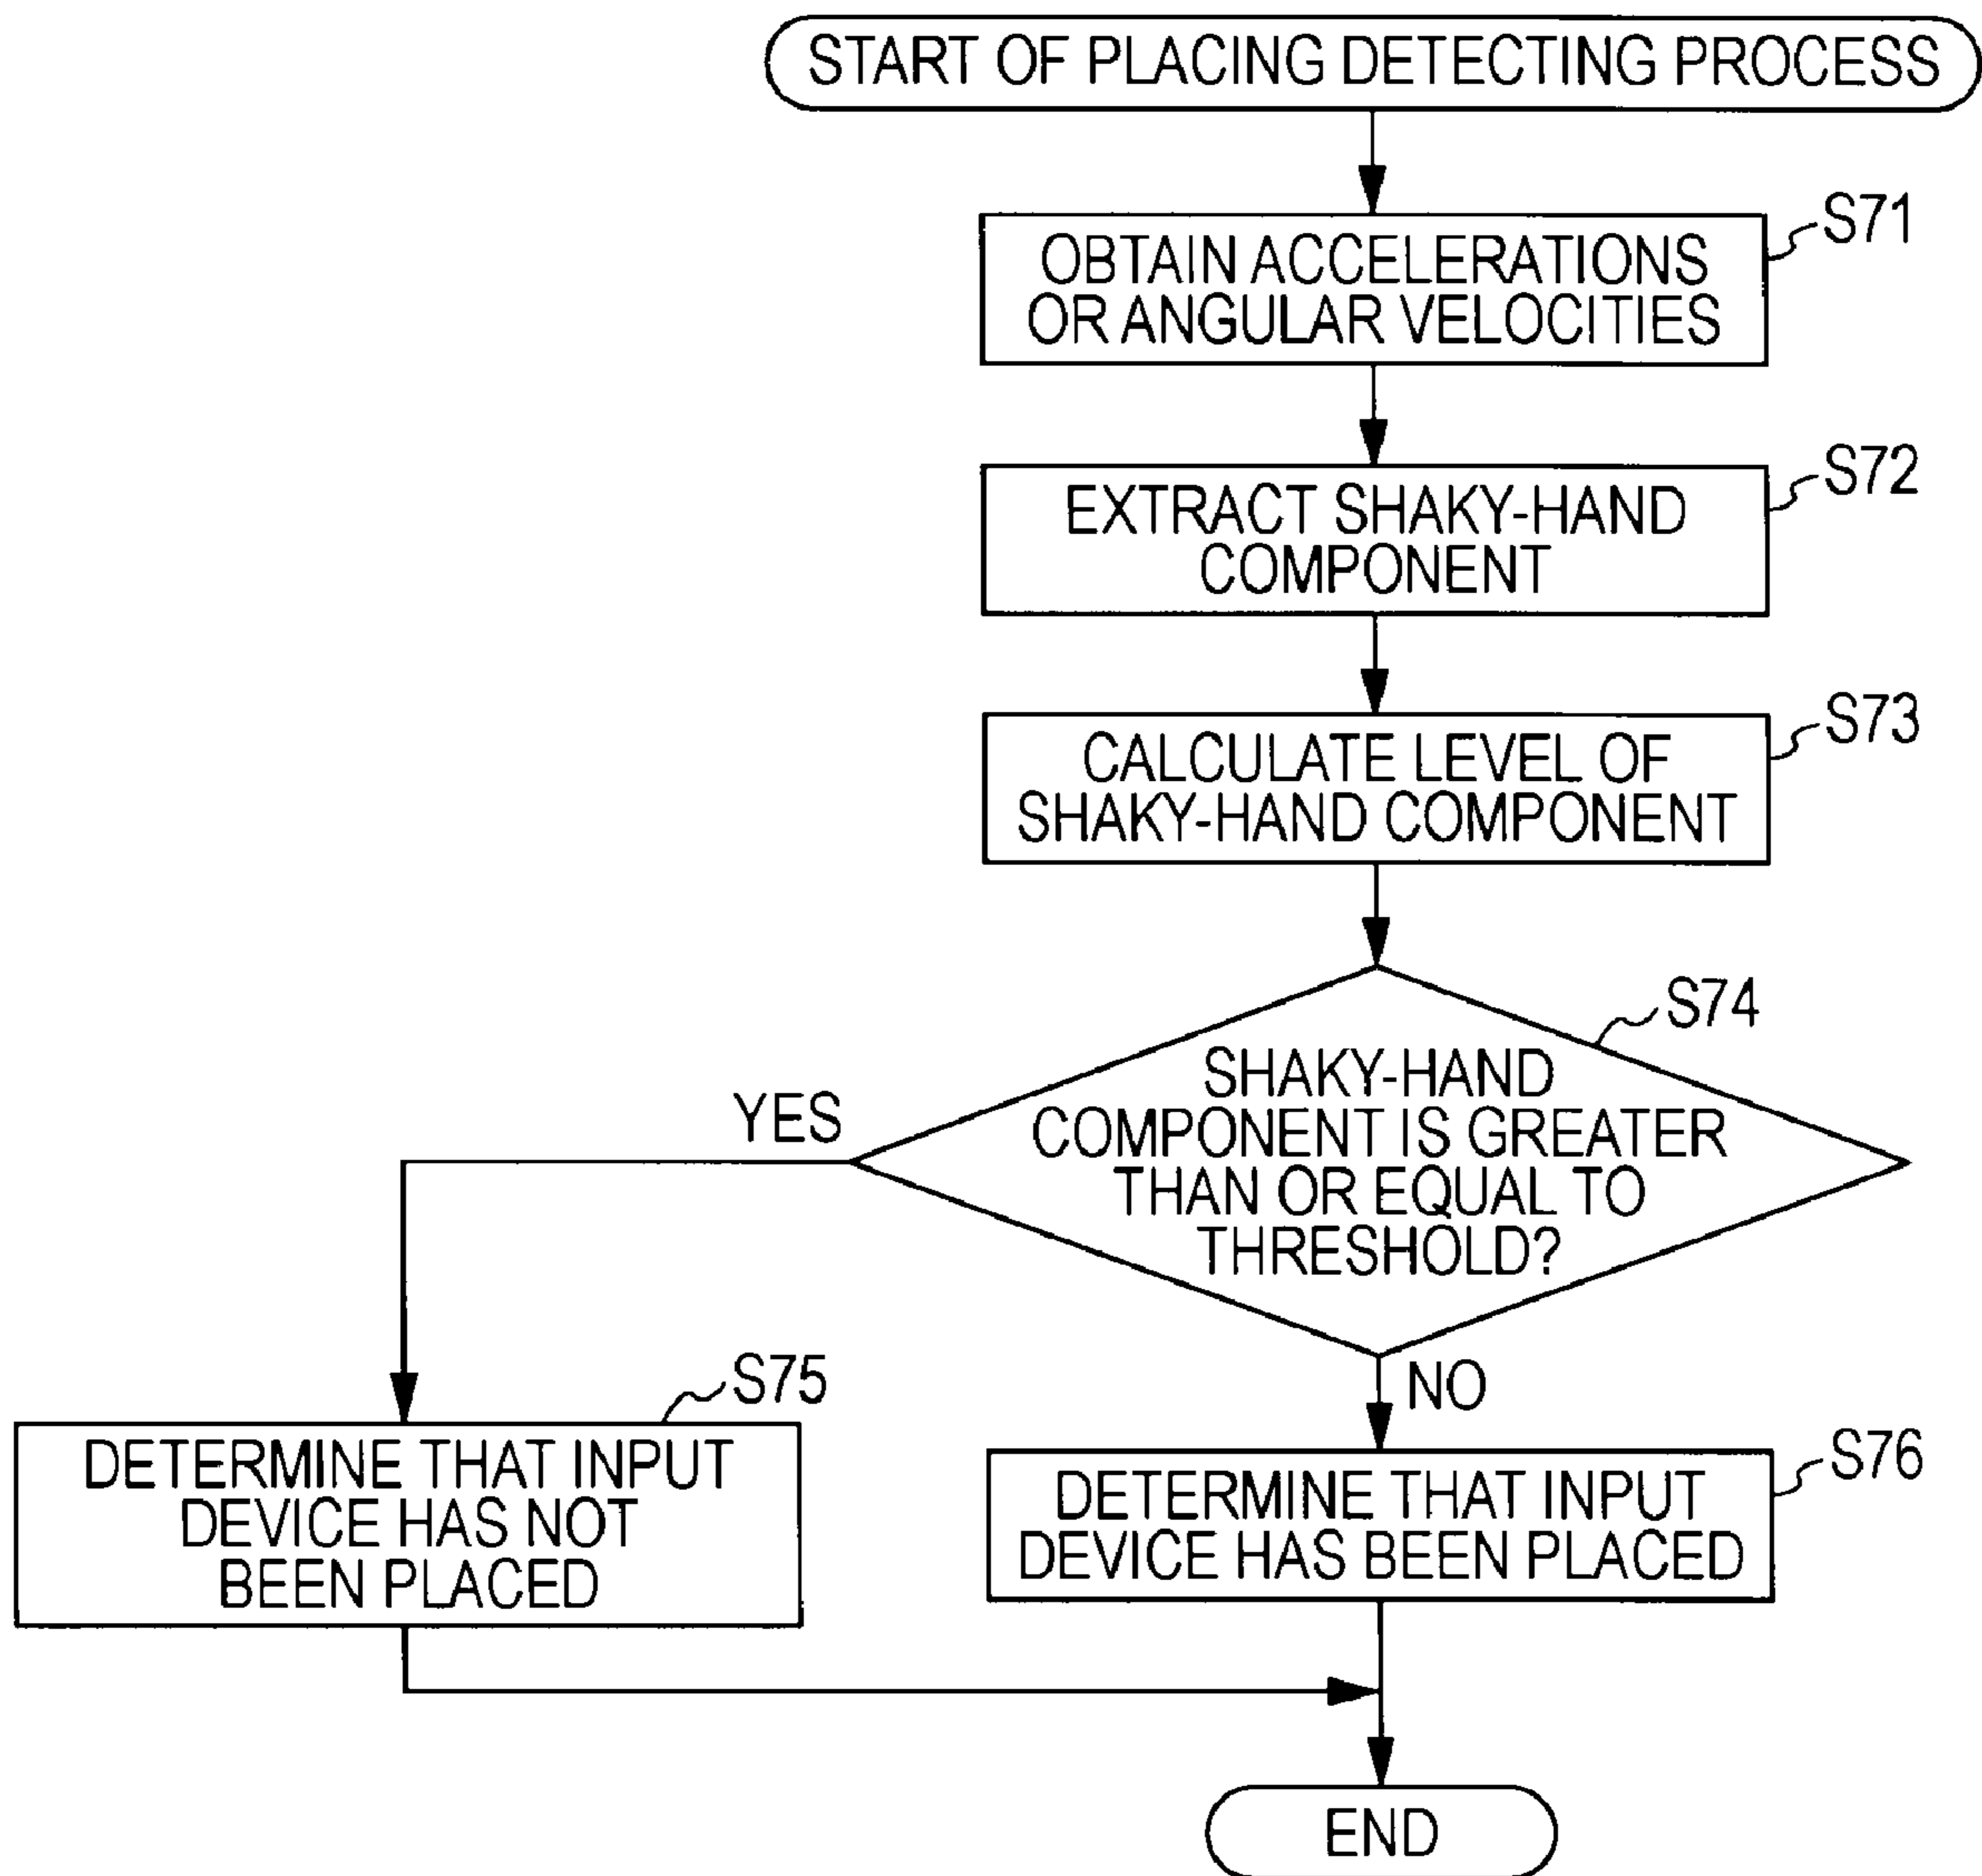 START OF PLACING DETECTING PROCESS
S71
OBTAIN ACCELERATIONS
OR ANGULAR VELOCITIES
S72
EXTRACT SHAKY-HAND
COMPONENT
S73
CALCULATE LEVEL OF
SHAKY-HAND COMPONENT
S74
SHAKY-HAND
COMPONENT IS GREATER
THAN OR EQUAL TO
THRESHOLD?
YES
NO
S75
DETERMINE THAT INPUT
DEVICE HAS NOT
BEEN PLACED
S76
DETERMINE THAT INPUT
DEVICE HAS BEEN PLACED
END